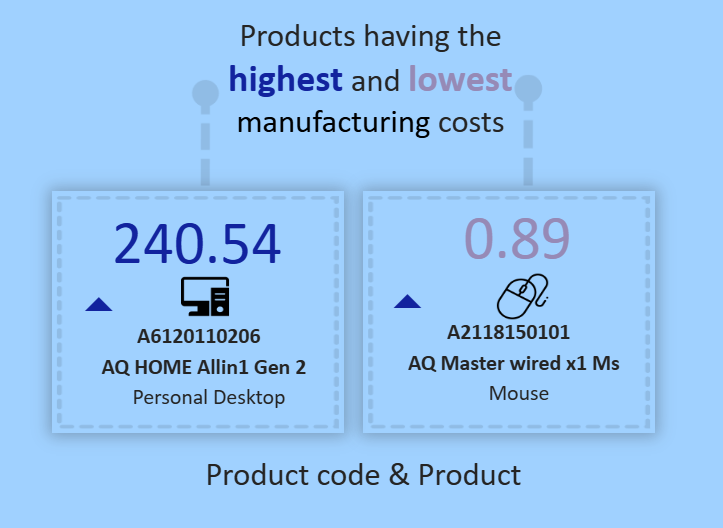 Products having the
highest and lowest
manufacturing costs
240.54
A6120110206
AQ HOME Allin1 Gen 2
Personal Desktop
0.89
A2118150101
AQ Master wired x1 Ms
Mouse
Product code & Product